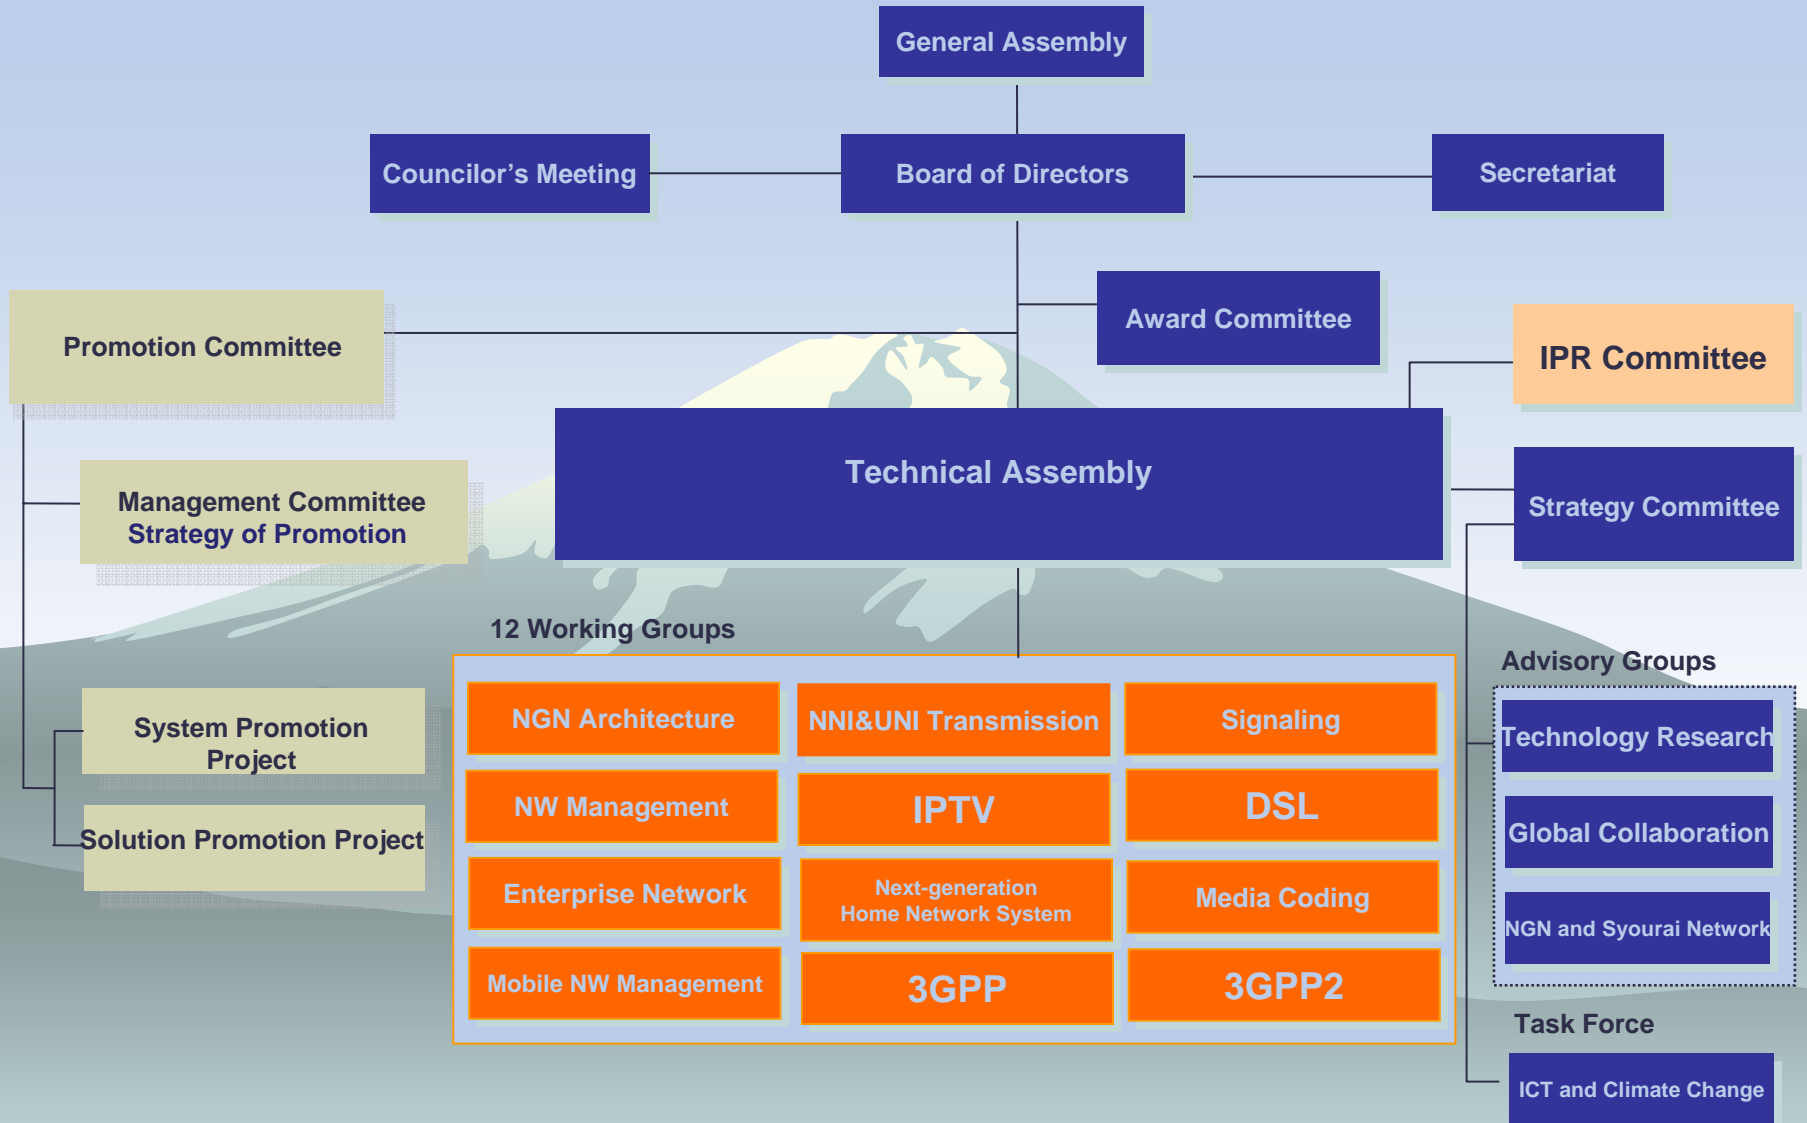 General Assembly
Councilor’s Meeting
Board of Directors
Secretariat
Award Committee
Promotion Committee
IPR Committee
Technical Assembly
Management Committee
Strategy of Promotion
Strategy Committee
12 Working Groups
Advisory Groups
System Promotion
Project
Solution Promotion Project
NGN Architecture
NNI&UNI Transmission
Signaling
NW Management
IPTV
DSL
Enterprise Network
Next-generation
Home Network System
Media Coding
Mobile NW Management
3GPP
3GPP2
Technology Research
Global Collaboration
NGN and Syourai Network
Task Force
ICT and Climate Change